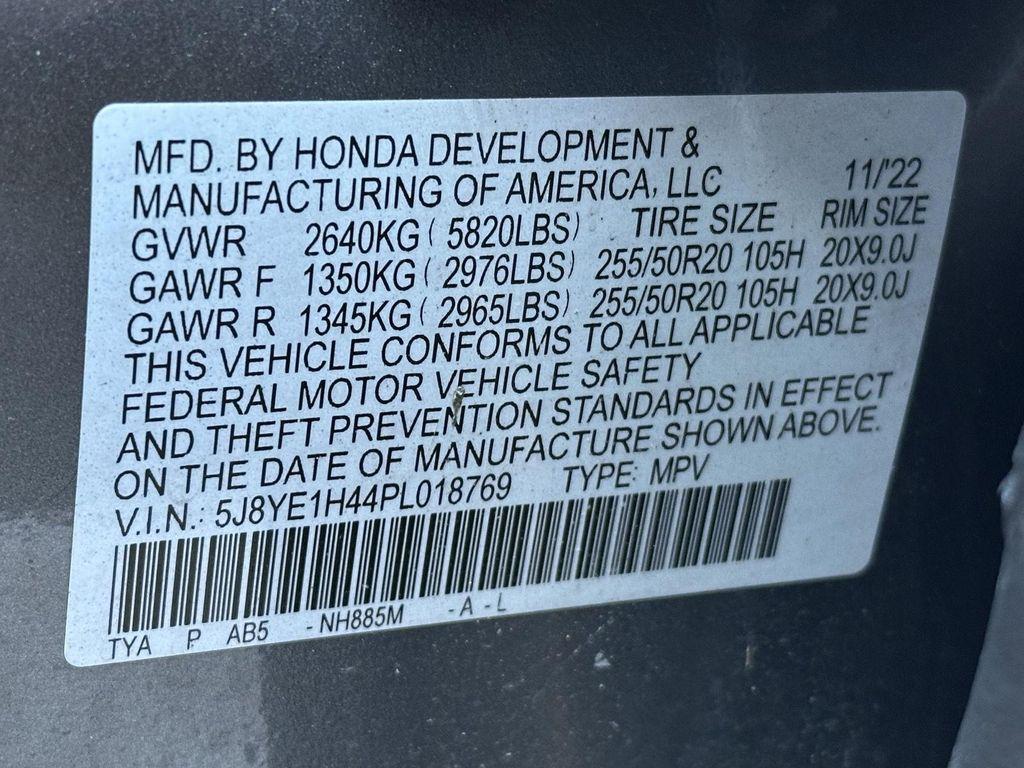 MFD. BY HONDA DEVELOPMENT &
MANUFACTURING OF AMERICA, LLC 11/'22
GVWR 2640KG ( 5820LBS) TIRE SIZE RIM SIZE
GAWR F 1350KG ( 2976LBS) 255/50R20 105H 20X9.0J
GAWR R 1345KG ( 2965LBS) 255/50R20 105H 20X9.0J
THIS VEHICLE CONFORMS TO ALL APPLICABLE
FEDERAL MOTOR VEHICLE SAFETY
AND THEFT PREVENTION STANDARDS IN EFFECT
ON THE DATE OF MANUFACTURE SHOWN ABOVE.
V.I.N.: 5J8YE1H44PL018769 TYPE: MPV
TYA P AB5 - NH885M - A - L